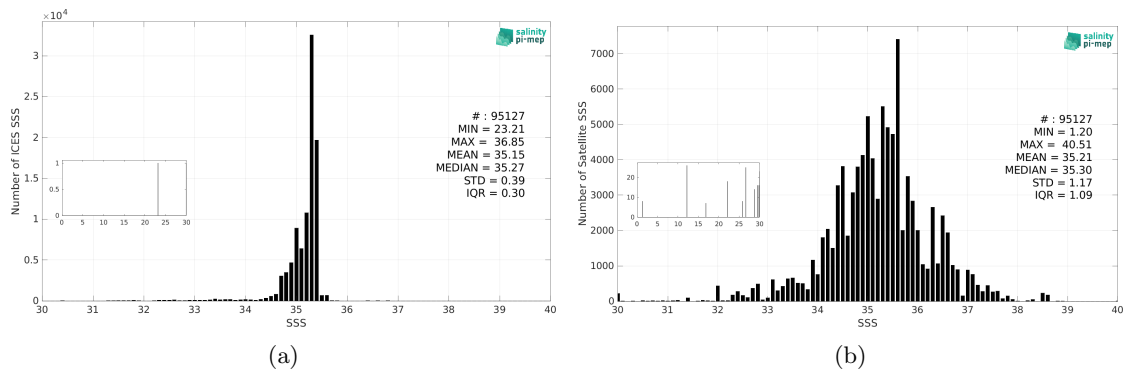 ×10⁴
Number of ICES SSS
3
2.5
2
1.5
1
0.5
0
30 31 32 33 34 35 36 37 38 39 40
SSS
salinity
pi-mep
# : 95127
MIN = 23.21
MAX = 36.85
MEAN = 35.15
MEDIAN = 35.27
STD = 0.39
IQR = 0.30
1
0.5
0
0 5 10 15 20 25 30
(a)
Number of Satellite SSS
7000
6000
5000
4000
3000
2000
1000
0
30 31 32 33 34 35 36 37 38 39 40
SSS
salinity
pi-mep
# : 95127
MIN = 1.20
MAX = 40.51
MEAN = 35.21
MEDIAN = 35.30
STD = 1.17
IQR = 1.09
20
10
0
0 5 10 15 20 25 30
(b)